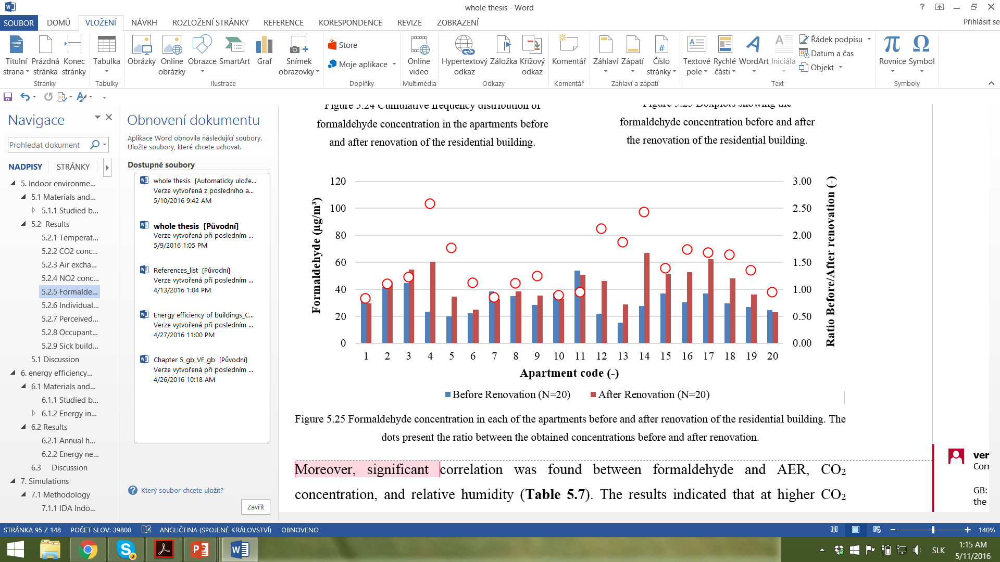 whole thesis - Word
?
SOUBOR DOMŮ VLOŽENÍ NÁVRH ROZLOŽENÍ STRÁNKY REFERENCE KORESPONDENCE REVIZE ZOBRAZENÍ Přihlásit se
Titulní strana
Prázdná stránka
Konec stránky
Stránky
Tabulka
Tabulky
Obrázky
Online obrázky
Obrazce
SmartArt
Graf
Snímek obrazovky
Ilustrace
Store
Moje aplikace
Doplňky
Online video
Multimédia
Hypertextový odkaz
Záložka
Křížový odkaz
Odkazy
Komentář
Komentář
Záhlaví
Zápatí
Číslo stránky
Záhlaví a zápatí
Textové pole
Rychlé části
WordArt
Iniciála
Řádek podpisu
Datum a čas
Objekt
Text
Rovnice
Symbol
Symboly
Navigace
Prohledat dokument
NADPISY STRÁNKY
5. Indoor environme...
5.1 Materials and...
5.1.1 Studied b...
5.2 Results
5.2.1 Temperat...
5.2.2 CO2 conc...
5.2.3 Air excha...
5.2.4 NO2 conc...
5.2.5 Formalde...
5.2.6 Individual...
5.2.7 Perceived...
5.2.8 Occupant...
5.2.9 Sick build...
5.1 Discussion
6. energy efficiency...
6.1 Materials and...
6.1.1 Studied b...
6.1.2 Energy in...
6.2 Results
6.2.1 Annual h...
6.2.2 Energy ne...
6.3 Discussion
7. Simulations
7.1 Methodology
7.1.1 IDA Indo...
Obnovení dokumentu
Aplikace Word obnovila následující soubory.
Uložte soubory, které chcete uchovat.
Dostupné soubory
whole thesis [Automaticky ulože...
Verze vytvořená z posledního a...
5/10/2016 9:42 AM
whole thesis [Původní]
Verze vytvořená při posledním ...
5/9/2016 1:05 PM
References_list [Původní]
Verze vytvořená při posledním ...
4/13/2016 1:04 PM
Energy efficiency of buildings_C...
Verze vytvořená při posledním ...
4/27/2016 11:00 PM
Chapter 5_gb_VF_gb [Původní]
Verze vytvořená při posledním ...
4/26/2016 10:18 AM
Který soubor chcete uložit?
Zavřít
Figure 5.24 Cumulative frequency distribution of
formaldehyde concentration in the apartments before
and after renovation of the residential building.
Figure 5.25 Boxplots showing the
formaldehyde concentration before and after
the renovation of the residential building.
Formaldehyde (µg/m³)
120
100
80
60
40
20
0
3.00
2.50
2.00
1.50
1.00
0.50
0.00
Ratio Before/After renovation (-)
1 2 3 4 5 6 7 8 9 10 11 12 13 14 15 16 17 18 19 20
Apartment code (-)
Before Renovation (N=20) After Renovation (N=20)
Figure 5.25 Formaldehyde concentration in each of the apartments before and after renovation of the residential building. The
dots present the ratio between the obtained concentrations before and after renovation.
Moreover, significant correlation was found between formaldehyde and AER, CO2
concentration, and relative humidity (Table 5.7). The results indicated that at higher CO2
GB:
the
STRÁNKA 95 Z 148 POČET SLOV: 39800 ANGLIČTINA (SPOJENÉ KRÁLOVSTVÍ) OBNOVENO 140%
SLK
1:15 AM
5/11/2016